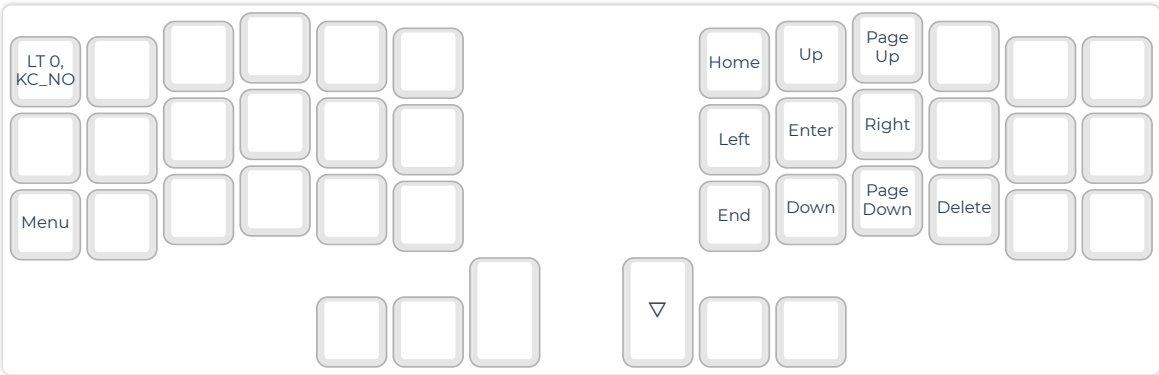 LT 0,
KC_NO
Home
Up
Page
Up
Left
Enter
Right
Menu
End
Down
Page
Down
Delete
▽